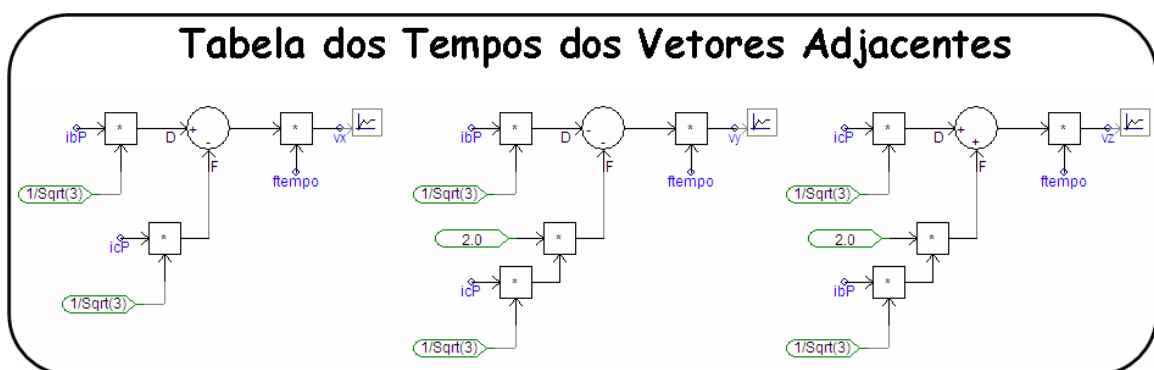 Tabela dos Tempos dos Vetores Adjacentes
ibP * D + - F * vx
1/Sqrt(3) ftempo
icP *
1/Sqrt(3)
ibP * D - - F * vy
1/Sqrt(3) ftempo
2.0 *
icP *
1/Sqrt(3)
icP * D + + F * vz
1/Sqrt(3) ftempo
2.0 *
ibP *
1/Sqrt(3)